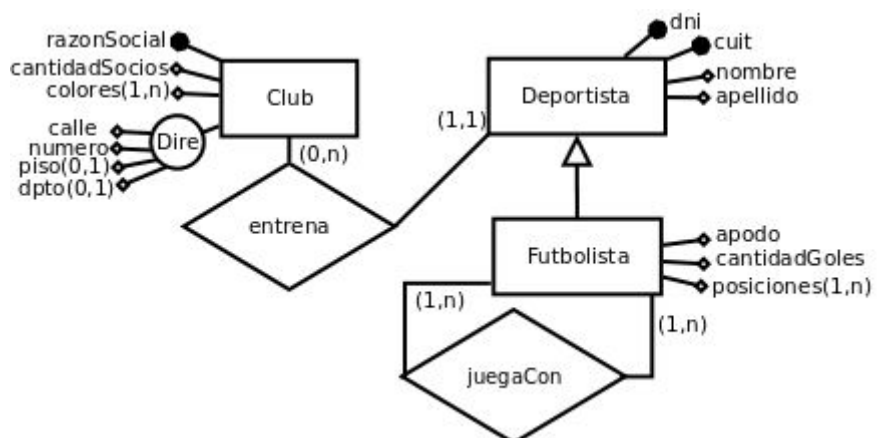 razonSocial
cantidadSocios
colores(1,n)
Club
calle
numero
piso(0,1)
dpto(0,1)
Dire
(0,n)
entrena
(1,1)
dni
cuit
nombre
apellido
Deportista
Futbolista
apodo
cantidadGoles
posiciones(1,n)
(1,n)
(1,n)
juegaCon